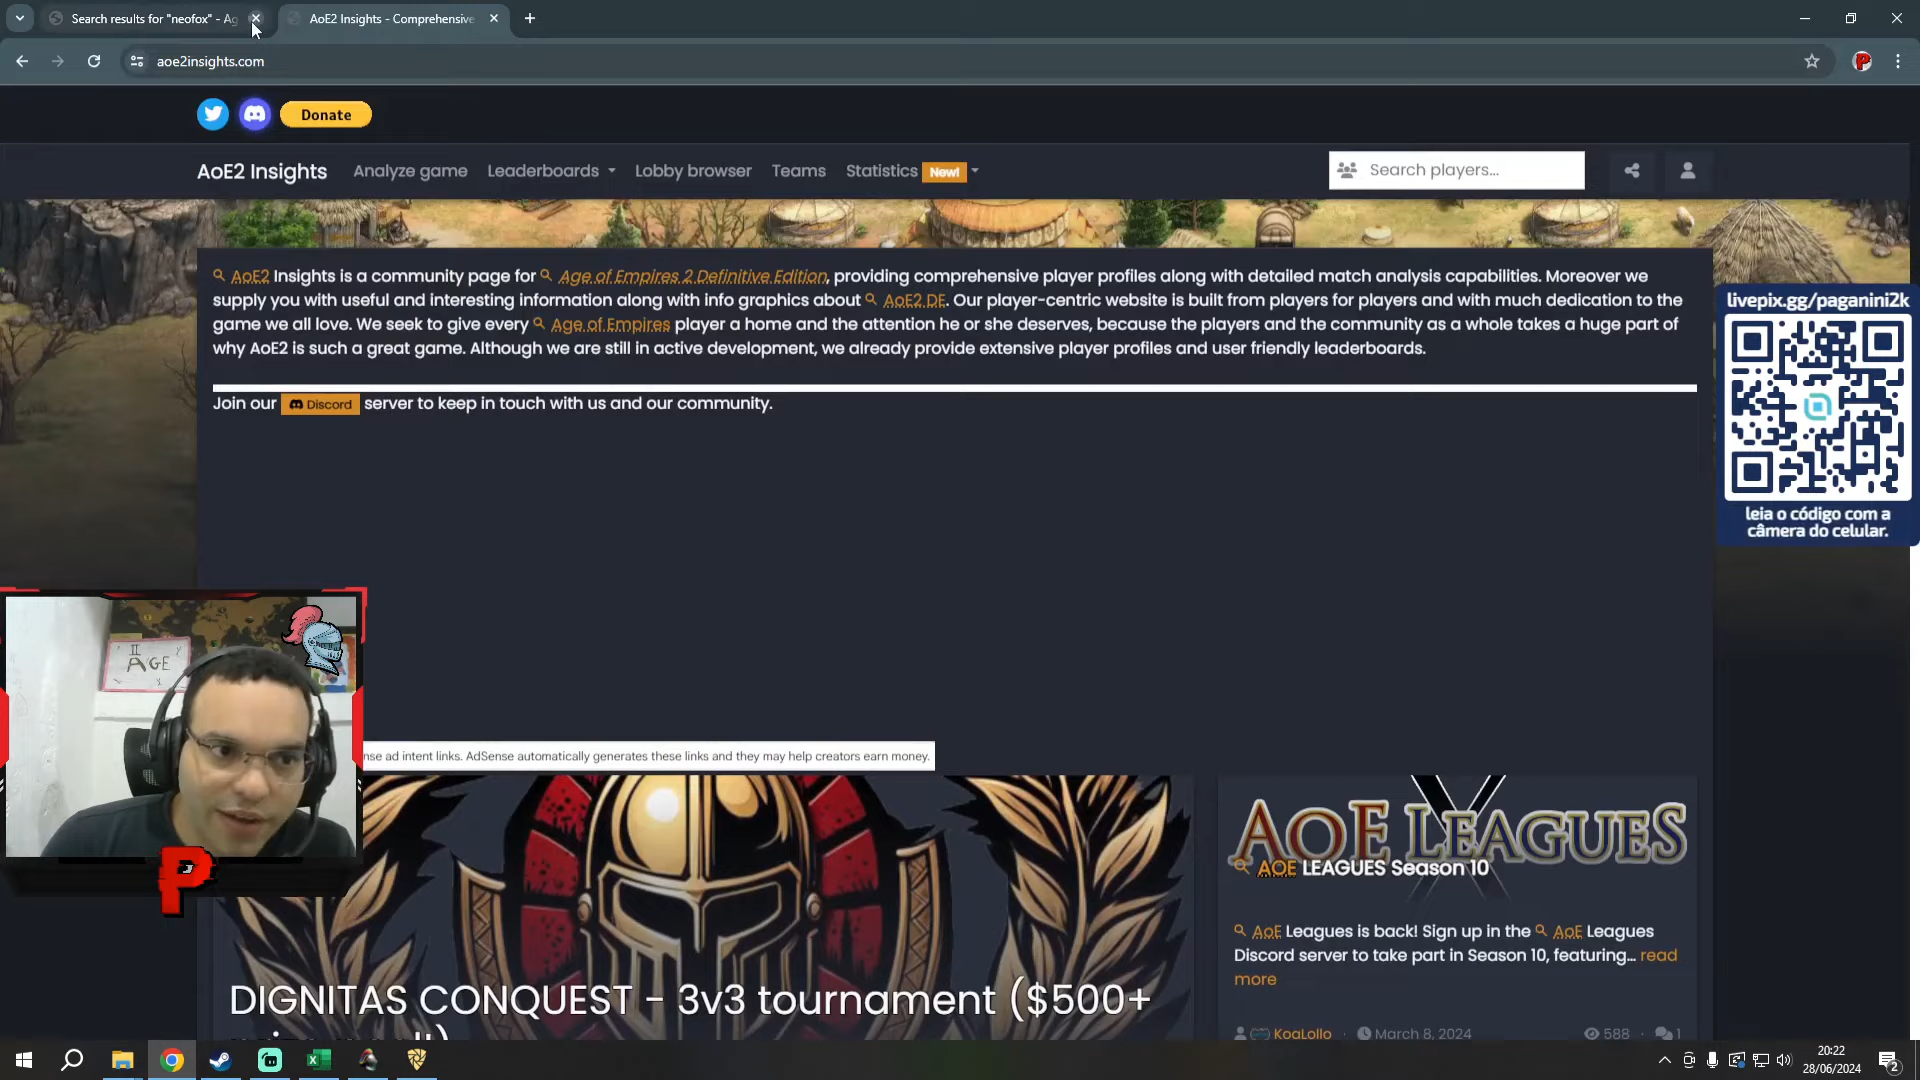 Search results for "neofox" - Ag
AoE2 Insights - Comprehensive
aoe2insights.com
Donate
AoE2 Insights
Analyze game
Leaderboards
Lobby browser
Teams
Statistics New!
Search players...
AoE2 Insights is a community page for Age of Empires 2 Definitive Edition, providing comprehensive player profiles along with detailed match analysis capabilities. Moreover we
supply you with useful and interesting information along with info graphics about AoE2 DE. Our player-centric website is built from players for players and with much dedication to the
game we all love. We seek to give every Age of Empires player a home and the attention he or she deserves, because the players and the community as a whole takes a huge part of
why AoE2 is such a great game. Although we are still in active development, we already provide extensive player profiles and user friendly leaderboards.
Join our Discord server to keep in touch with us and our community.
livepix.gg/paganini2k
leia o código com a
câmera do celular.
II
AGE
nse ad intent links. AdSense automatically generates these links and they may help creators earn money.
P
DIGNITAS CONQUEST - 3v3 tournament ($500+
AOE LEAGUES
AOE LEAGUES Season 10
AoE Leagues is back! Sign up in the AoE Leagues
Discord server to take part in Season 10, featuring... read
more
KoaLollo · March 8, 2024 588 · 1
20:22
28/06/2024
2